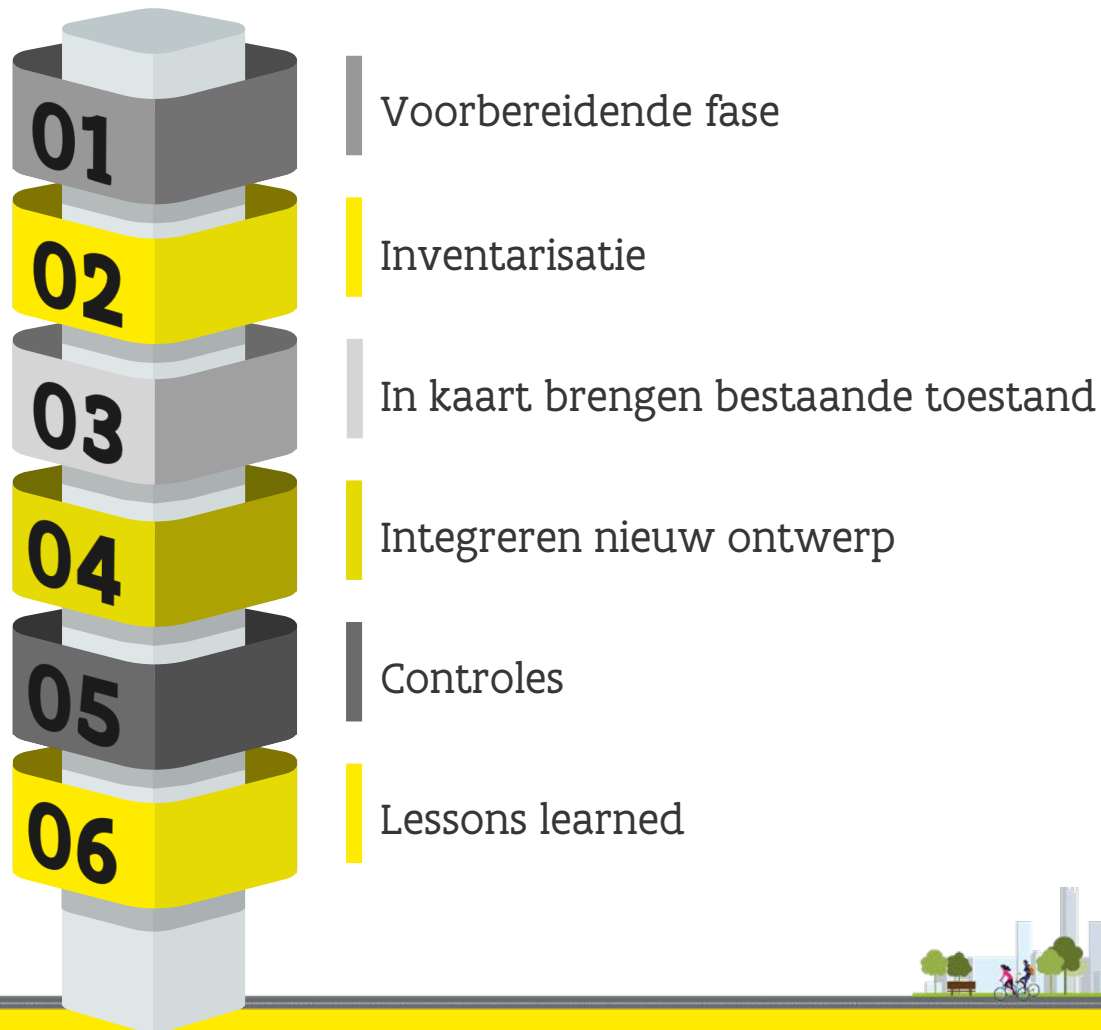 01
Voorbereidende fase
02
Inventarisatie
03
In kaart brengen bestaande toestand
04
Integreren nieuw ontwerp
05
Controles
06
Lessons learned